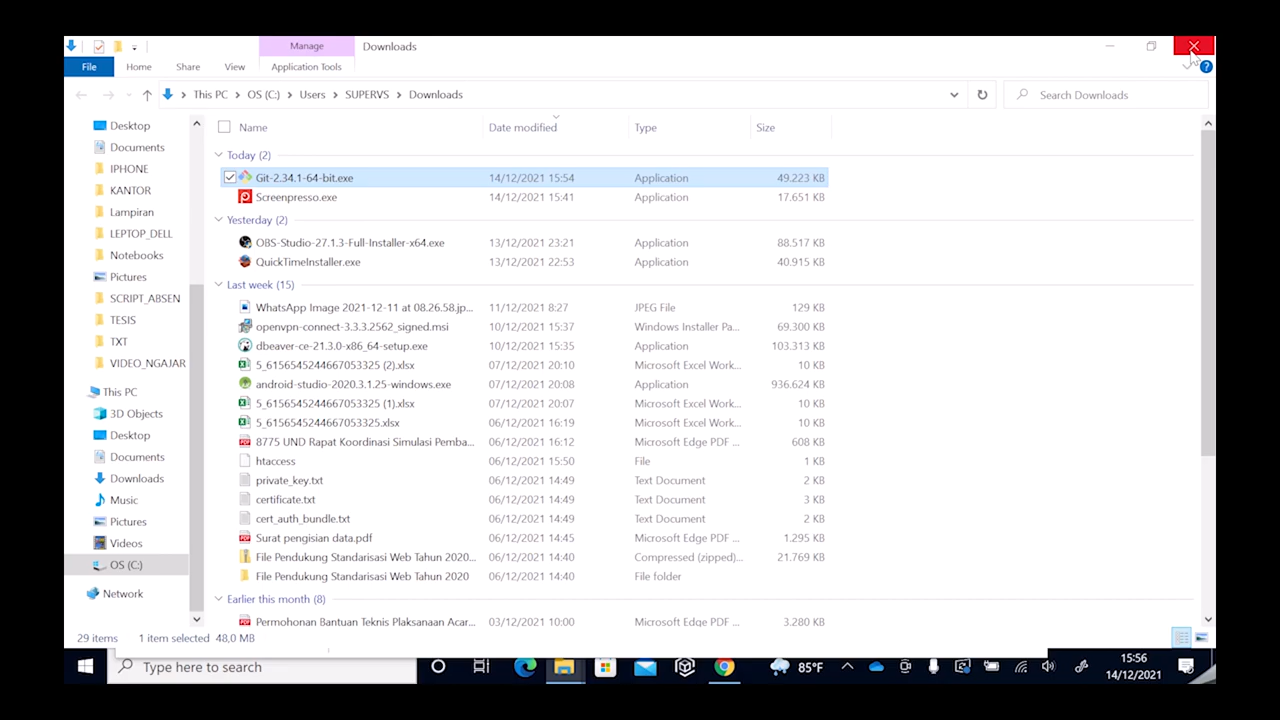 Manage
Downloads
File
Home
Share
View
Application Tools
This PC
OS (C:)
Users
SUPERVS
Downloads
Search Downloads
Desktop
Documents
IPHONE
KANTOR
Lampiran
LEPTOP_DELL
Notebooks
Pictures
SCRIPT_ABSEN
TESIS
TXT
VIDEO_NGAJAR
This PC
3D Objects
Desktop
Documents
Downloads
Music
Pictures
Videos
OS (C:)
Network
Name Date modified Type Size
Today (2)
Git-2.34.1-64-bit.exe 14/12/2021 15:54 Application 49.223 KB
Screenpresso.exe 14/12/2021 15:41 Application 17.651 KB
Yesterday (2)
OBS-Studio-27.1.3-Full-Installer-x64.exe 13/12/2021 23:21 Application 88.517 KB
QuickTimeInstaller.exe 13/12/2021 22:53 Application 40.915 KB
Last week (15)
WhatsApp Image 2021-12-11 at 08.26.58.jp... 11/12/2021 8:27 JPEG File 129 KB
openvpn-connect-3.3.3.2562_signed.msi 10/12/2021 15:37 Windows Installer Pa... 69.300 KB
dbeaver-ce-21.3.0-x86_64-setup.exe 10/12/2021 15:35 Application 103.313 KB
5_6156545244667053325 (2).xlsx 07/12/2021 20:10 Microsoft Excel Work... 10 KB
android-studio-2020.3.1.25-windows.exe 07/12/2021 20:08 Application 936.624 KB
5_6156545244667053325 (1).xlsx 07/12/2021 20:07 Microsoft Excel Work... 10 KB
5_6156545244667053325.xlsx 06/12/2021 16:19 Microsoft Excel Work... 10 KB
8775 UND Rapat Koordinasi Simulasi Pemba... 06/12/2021 16:12 Microsoft Edge PDF ... 608 KB
htaccess 06/12/2021 15:50 File 1 KB
private_key.txt 06/12/2021 14:49 Text Document 2 KB
certificate.txt 06/12/2021 14:49 Text Document 3 KB
cert_auth_bundle.txt 06/12/2021 14:49 Text Document 2 KB
Surat pengisian data.pdf 06/12/2021 14:45 Microsoft Edge PDF ... 1.295 KB
File Pendukung Standarisasi Web Tahun 2020... 06/12/2021 14:40 Compressed (zipped)... 21.769 KB
File Pendukung Standarisasi Web Tahun 2020 06/12/2021 14:40 File folder
Earlier this month (8)
Permohonan Bantuan Teknis Plaksanaan Acar... 03/12/2021 10:00 Microsoft Edge PDF ... 3.280 KB
29 items 1 item selected 48,0 MB
Type here to search
85°F
15:56
14/12/2021